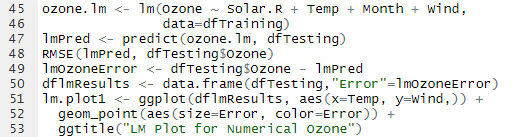 45 ozone.lm <- lm(Ozone ~ Solar.R + Temp + Month + Wind,
46 data=dfTraining)
47 lmPred <- predict(ozone.lm, dfTesting)
48 RMSE(lmPred, dfTesting$Ozone)
49 lmOzoneError <- dfTesting$Ozone - lmPred
50 dflmResults <- data.frame(dfTesting,"Error"=lmOzoneError)
51 lm.plot1 <- ggplot(dflmResults, aes(x=Temp, y=Wind,)) +
52 geom_point(aes(size=Error, color=Error)) +
53 ggtitle("LM Plot for Numerical Ozone")